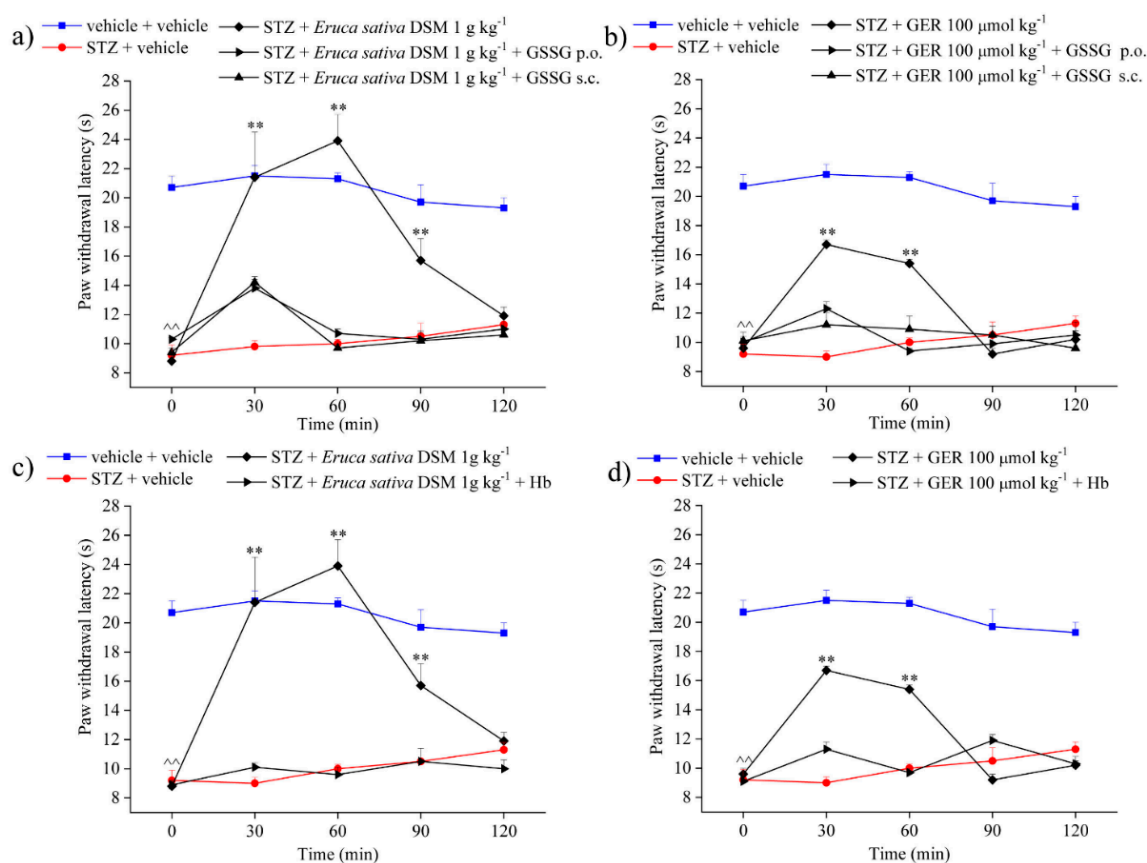 a)
vehicle + vehicle
STZ + vehicle
STZ + Eruca sativa DSM 1 g kg⁻¹
STZ + Eruca sativa DSM 1 g kg⁻¹ + GSSG p.o.
STZ + Eruca sativa DSM 1 g kg⁻¹ + GSSG s.c.
Paw withdrawal latency (s)
28
26
24
22
20
18
16
14
12
10
8
^^
**
**
**
0 30 60 90 120
Time (min)
b)
vehicle + vehicle
STZ + vehicle
STZ + GER 100 μmol kg⁻¹
STZ + GER 100 μmol kg⁻¹ + GSSG p.o.
STZ + GER 100 μmol kg⁻¹ + GSSG s.c.
Paw withdrawal latency (s)
28
26
24
22
20
18
16
14
12
10
8
^^
**
**
0 30 60 90 120
Time (min)
c)
vehicle + vehicle
STZ + vehicle
STZ + Eruca sativa DSM 1g kg⁻¹
STZ + Eruca sativa DSM 1g kg⁻¹ + Hb
Paw withdrawal latency (s)
28
26
24
22
20
18
16
14
12
10
8
^^
**
**
**
0 30 60 90 120
Time (min)
d)
vehicle + vehicle
STZ + vehicle
STZ + GER 100 μmol kg⁻¹
STZ + GER 100 μmol kg⁻¹ + Hb
Paw withdrawal latency (s)
28
26
24
22
20
18
16
14
12
10
8
^^
**
**
0 30 60 90 120
Time (min)